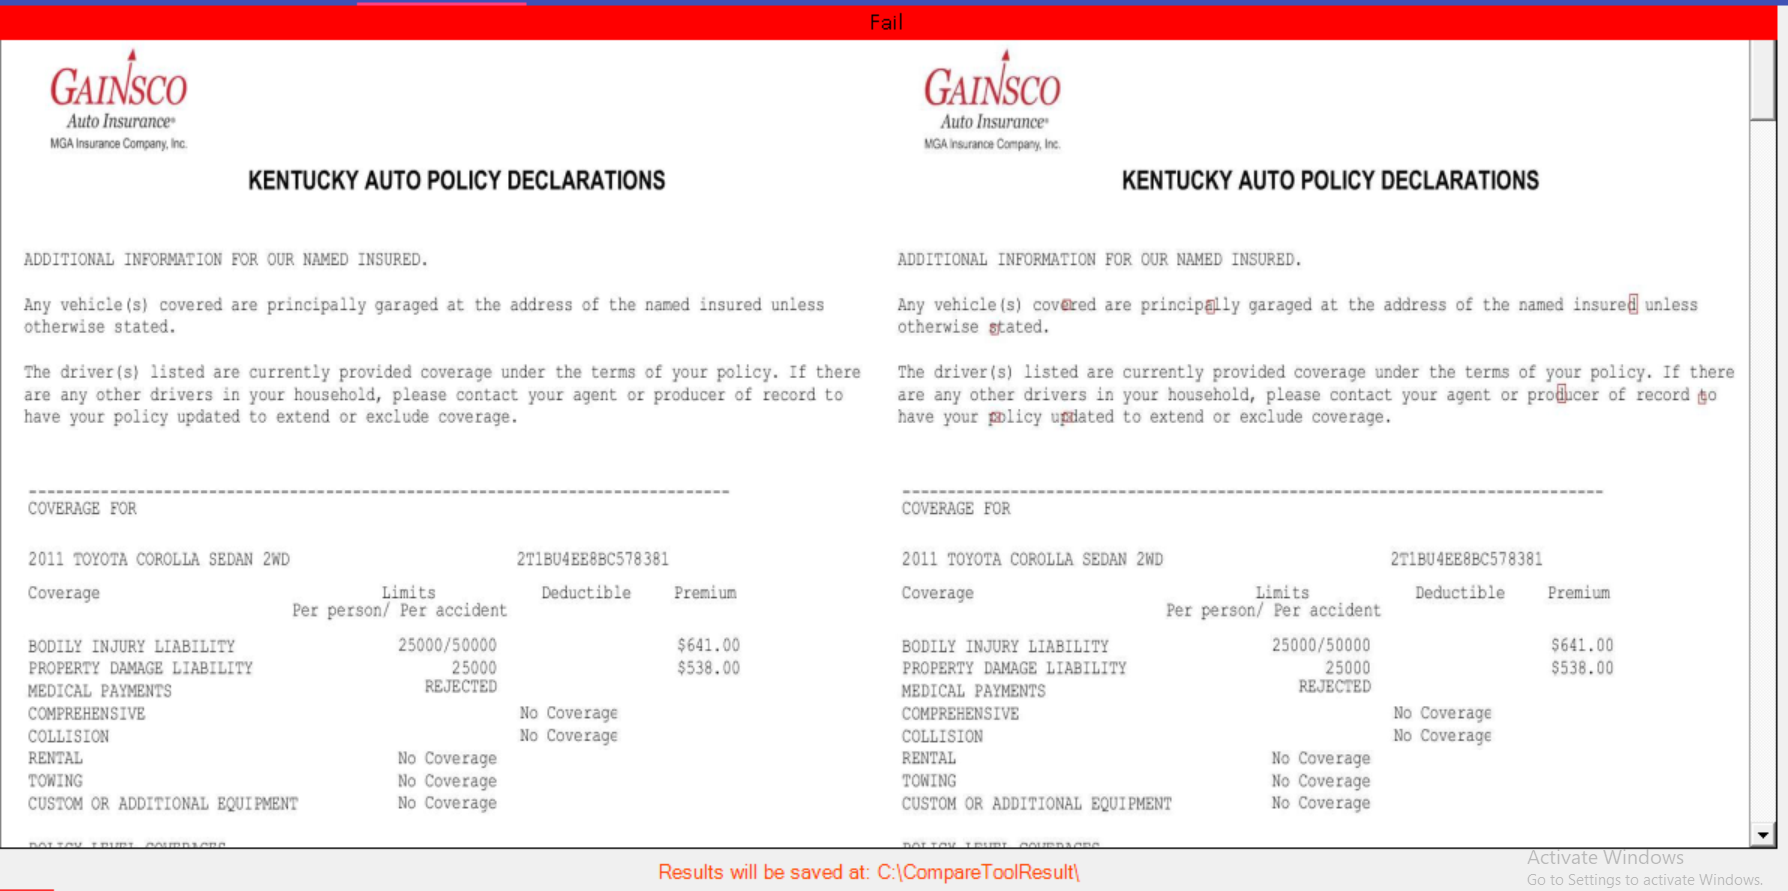 Fail
GAINSCO
Auto Insurance®
MGA Insurance Company, Inc.
KENTUCKY AUTO POLICY DECLARATIONS
ADDITIONAL INFORMATION FOR OUR NAMED INSURED.
Any vehicle(s) covered are principally garaged at the address of the named insured unless
otherwise stated.
The driver(s) listed are currently provided coverage under the terms of your policy. If there
are any other drivers in your household, please contact your agent or producer of record to
have your policy updated to extend or exclude coverage.
COVERAGE FOR
2011 TOYOTA COROLLA SEDAN 2WD 2T1BU4EE8BC578381
Coverage Limits Deductible Premium
Per person/ Per accident
BODILY INJURY LIABILITY 25000/50000 $641.00
PROPERTY DAMAGE LIABILITY 25000 $538.00
MEDICAL PAYMENTS REJECTED
COMPREHENSIVE No Coverage
COLLISION No Coverage
RENTAL No Coverage
TOWING No Coverage
CUSTOM OR ADDITIONAL EQUIPMENT No Coverage
POLICY LEVEL COVERAGES
GAINSCO
Auto Insurance®
MGA Insurance Company, Inc.
KENTUCKY AUTO POLICY DECLARATIONS
ADDITIONAL INFORMATION FOR OUR NAMED INSURED.
Any vehicle(s) covered are principally garaged at the address of the named insured unless
otherwise stated.
The driver(s) listed are currently provided coverage under the terms of your policy. If there
are any other drivers in your household, please contact your agent or producer of record to
have your policy updated to extend or exclude coverage.
COVERAGE FOR
2011 TOYOTA COROLLA SEDAN 2WD 2T1BU4EE8BC578381
Coverage Limits Deductible Premium
Per person/ Per accident
BODILY INJURY LIABILITY 25000/50000 $641.00
PROPERTY DAMAGE LIABILITY 25000 $538.00
MEDICAL PAYMENTS REJECTED
COMPREHENSIVE No Coverage
COLLISION No Coverage
RENTAL No Coverage
TOWING No Coverage
CUSTOM OR ADDITIONAL EQUIPMENT No Coverage
POLICY LEVEL COVERAGES
Results will be saved at: C:\CompareToolResult\
Activate Windows
Go to Settings to activate Windows.